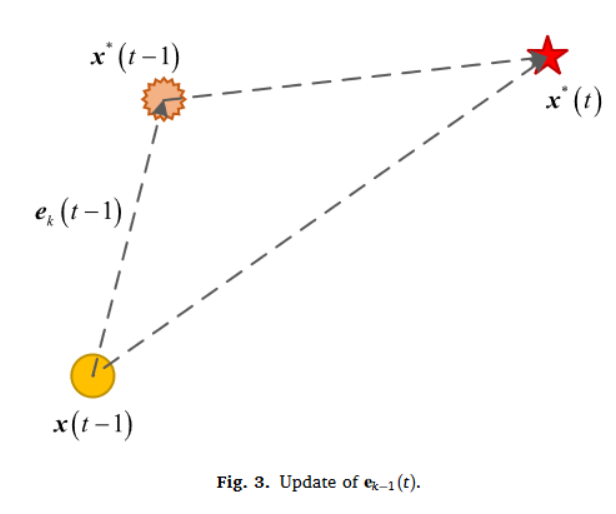 x*(t−1)
x*(t)
e_k(t−1)
x(t−1)
Fig. 3. Update of e_{k−1}(t).